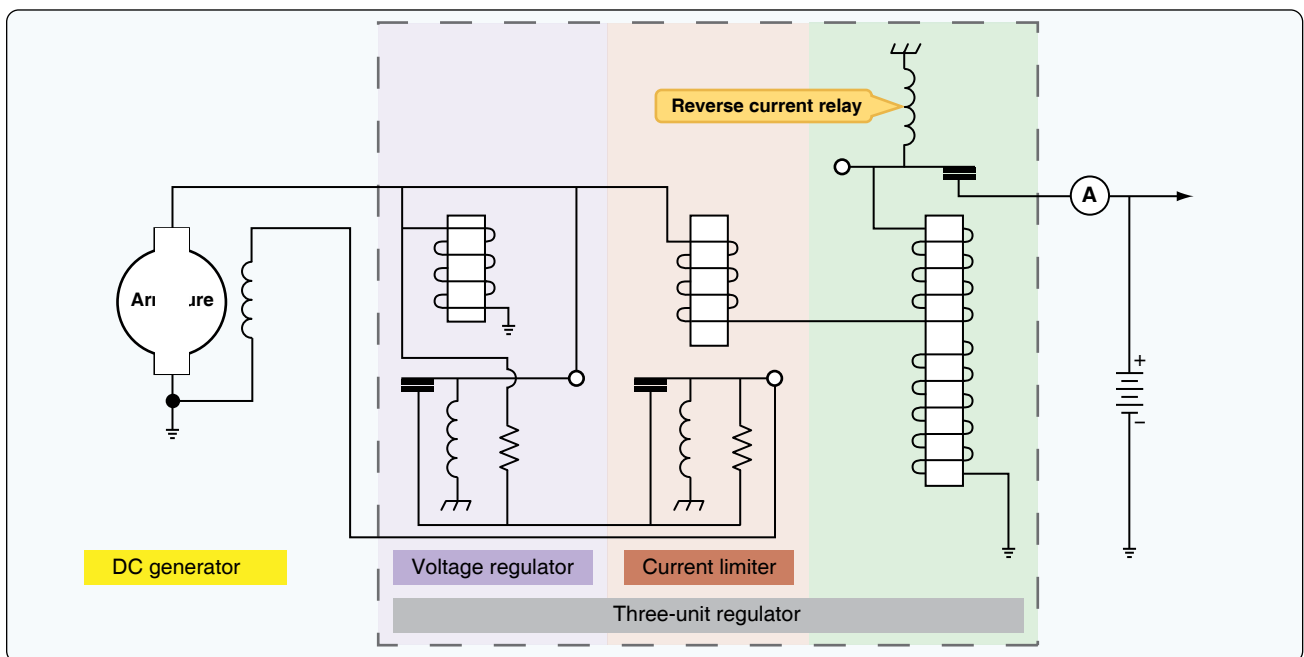 Reverse current relay
A
+
−
DC generator
Voltage regulator
Current limiter
Three-unit regulator